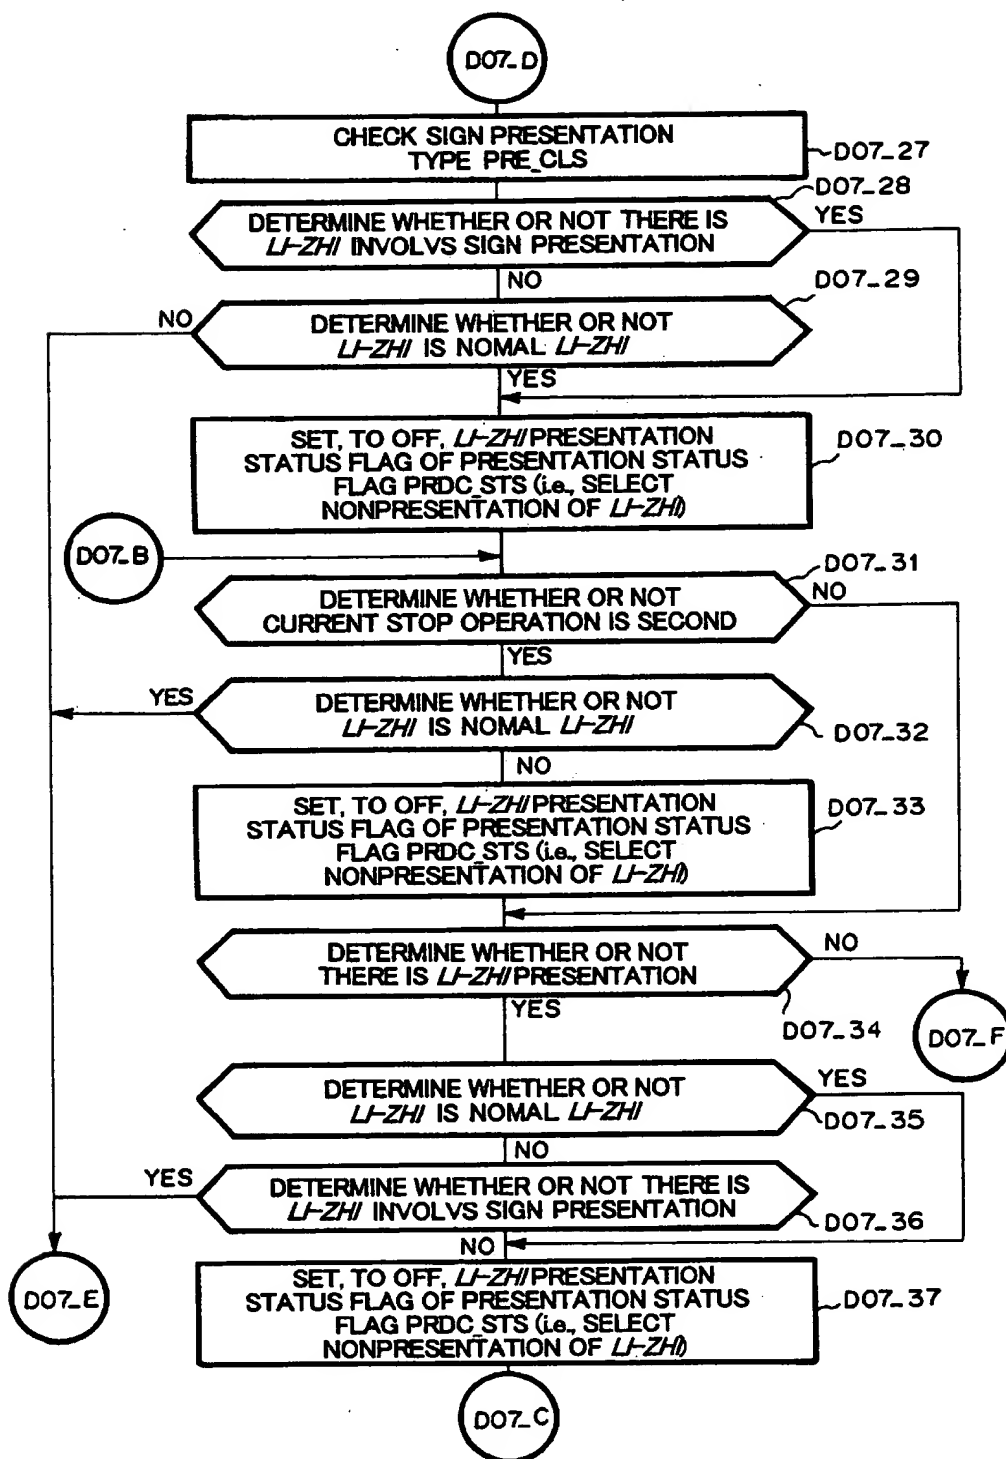 D07_D
CHECK SIGN PRESENTATION
TYPE PRE_CLS
D07_27
D07_28
DETERMINE WHETHER OR NOT THERE IS
LI-ZHI INVOLVS SIGN PRESENTATION
YES
NO
D07_29
NO
DETERMINE WHETHER OR NOT
LI-ZHI IS NOMAL LI-ZHI
YES
SET, TO OFF, LI-ZHI PRESENTATION
STATUS FLAG OF PRESENTATION STATUS
FLAG PRDC_STS (i.e., SELECT
NONPRESENTATION OF LI-ZHI)
D07_30
D07_B
D07_31
DETERMINE WHETHER OR NOT
CURRENT STOP OPERATION IS SECOND
NO
YES
YES
DETERMINE WHETHER OR NOT
LI-ZHI IS NOMAL LI-ZHI
D07_32
NO
SET, TO OFF, LI-ZHI PRESENTATION
STATUS FLAG OF PRESENTATION STATUS
FLAG PRDC_STS (i.e., SELECT
NONPRESENTATION OF LI-ZHI)
D07_33
DETERMINE WHETHER OR NOT
THERE IS LI-ZHI PRESENTATION
NO
YES
D07_34
D07_F
DETERMINE WHETHER OR NOT
LI-ZHI IS NOMAL LI-ZHI
YES
D07_35
NO
YES
DETERMINE WHETHER OR NOT THERE IS
LI-ZHI INVOLVS SIGN PRESENTATION
D07_36
NO
D07_E
SET, TO OFF, LI-ZHI PRESENTATION
STATUS FLAG OF PRESENTATION STATUS
FLAG PRDC_STS (i.e., SELECT
NONPRESENTATION OF LI-ZHI)
D07_37
D07_C